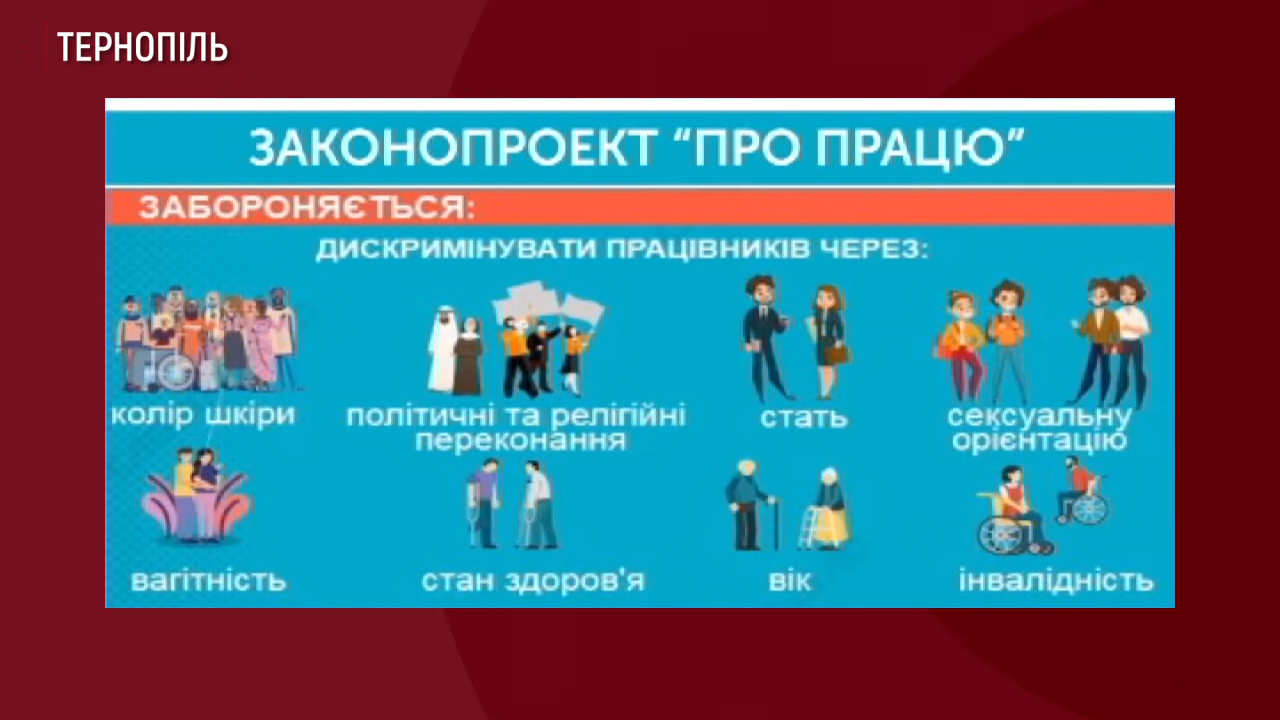 ТЕРНОПІЛЬ
ЗАКОНОПРОЕКТ “ПРО ПРАЦЮ”
ЗАБОРОНЯЄТЬСЯ:
ДИСКРИМІНУВАТИ ПРАЦІВНИКІВ ЧЕРЕЗ:
колір шкіри
політичні та релігійні
переконання
стать
сексуальну
орієнтацію
вагітність
стан здоров'я
вік
інвалідність